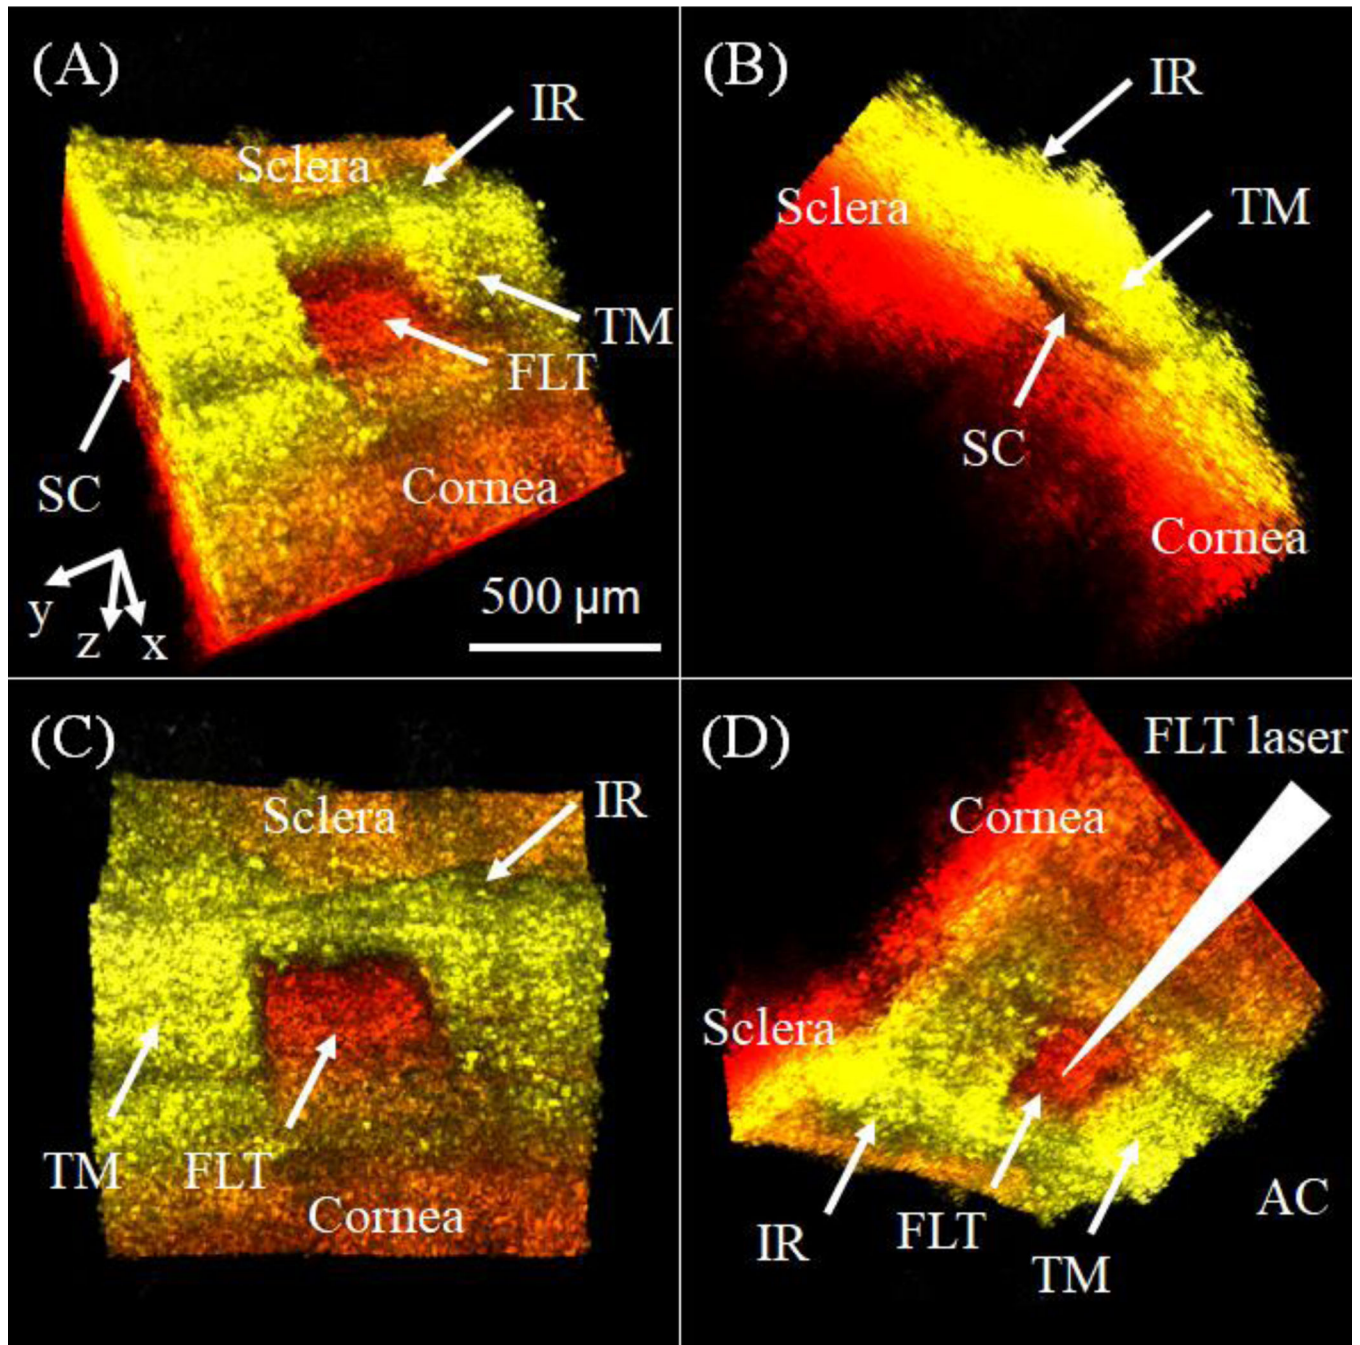 (A)
IR
Sclera
TM
FLT
SC
Cornea
y
z
x
500 μm
(B)
IR
Sclera
TM
SC
Cornea
(C)
Sclera
IR
TM
FLT
Cornea
(D)
FLT laser
Cornea
Sclera
IR
FLT
TM
AC